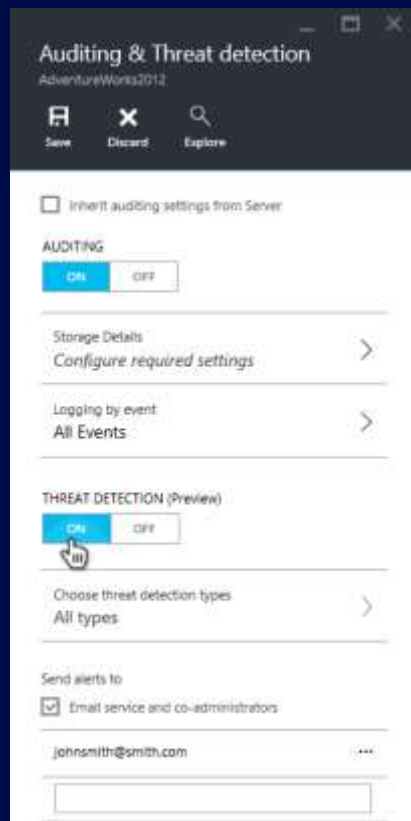 Auditing & Threat detection
AdventureWorks2012
Save Discard Explore
Inherit auditing settings from Server
AUDITING
ON OFF
Storage Details
Configure required settings
Logging by event
All Events
THREAT DETECTION (Preview)
ON OFF
Choose threat detection types
All types
Send alerts to
Email service and co-administrators
johnsmith@smith.com